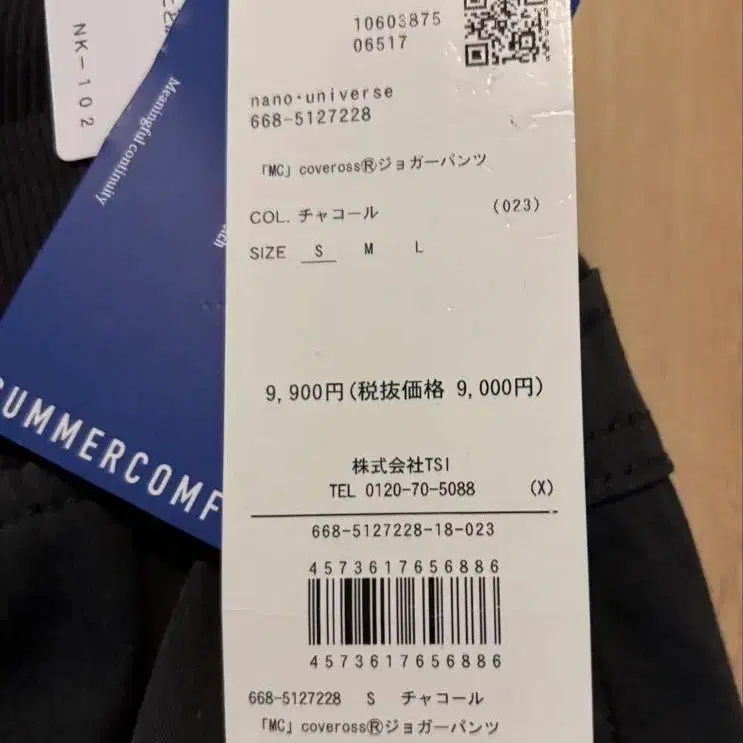 NK-102
Meaningful continuity
SUMMERCOMF
10603875
06517
nano・universe
668-5127228
「MC」coveross®ジョガーパンツ
COL. チャコール (023)
SIZE S M L
9,900円(税抜価格 9,000円)
株式会社TSI
TEL 0120-70-5088 (X)
668-5127228-18-023
4573617656886
4573617656886
668-5127228 S チャコール
「MC」coveross®ジョガーパンツ